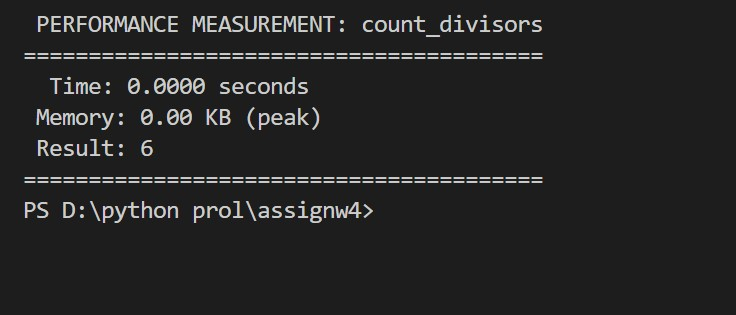 PERFORMANCE MEASUREMENT: count_divisors
========================================
Time: 0.0000 seconds
Memory: 0.00 KB (peak)
Result: 6
========================================
PS D:\python prol\assignw4>